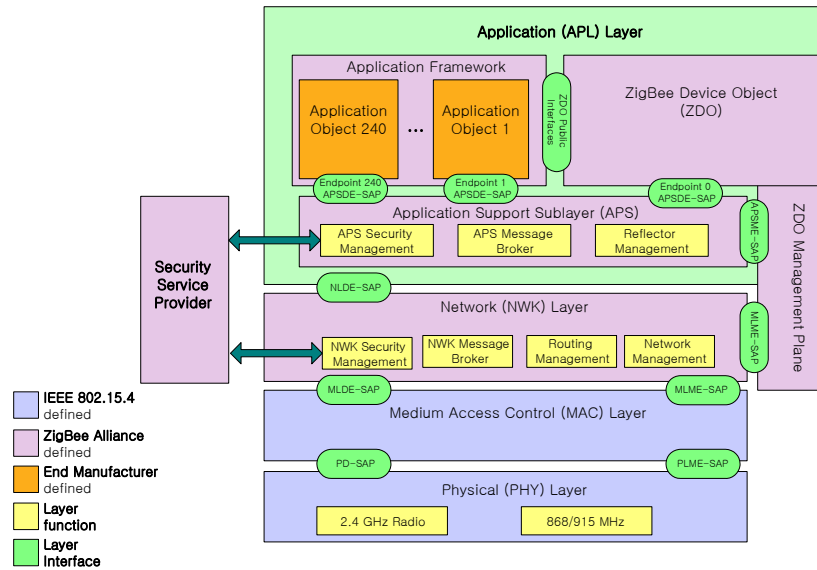 Application (APL) Layer
Application Framework
Application
Object 240
...
Application
Object 1
ZDO Public
Interfaces
ZigBee Device Object
(ZDO)
Endpoint 240
APSDE-SAP
Endpoint 1
APSDE-SAP
Endpoint 0
APSDE-SAP
Application Support Sublayer (APS)
APS Security
Management
APS Message
Broker
Reflector
Management
APSME-SAP
ZDO Management Plane
Security
Service
Provider
NLDE-SAP
Network (NWK) Layer
NWK Security
Management
NWK Message
Broker
Routing
Management
Network
Management
MLME-SAP
MLDE-SAP
MLME-SAP
Medium Access Control (MAC) Layer
PD-SAP
PLME-SAP
Physical (PHY) Layer
2.4 GHz Radio
868/915 MHz
IEEE 802.15.4
defined
ZigBee Alliance
defined
End Manufacturer
defined
Layer
function
Layer
Interface